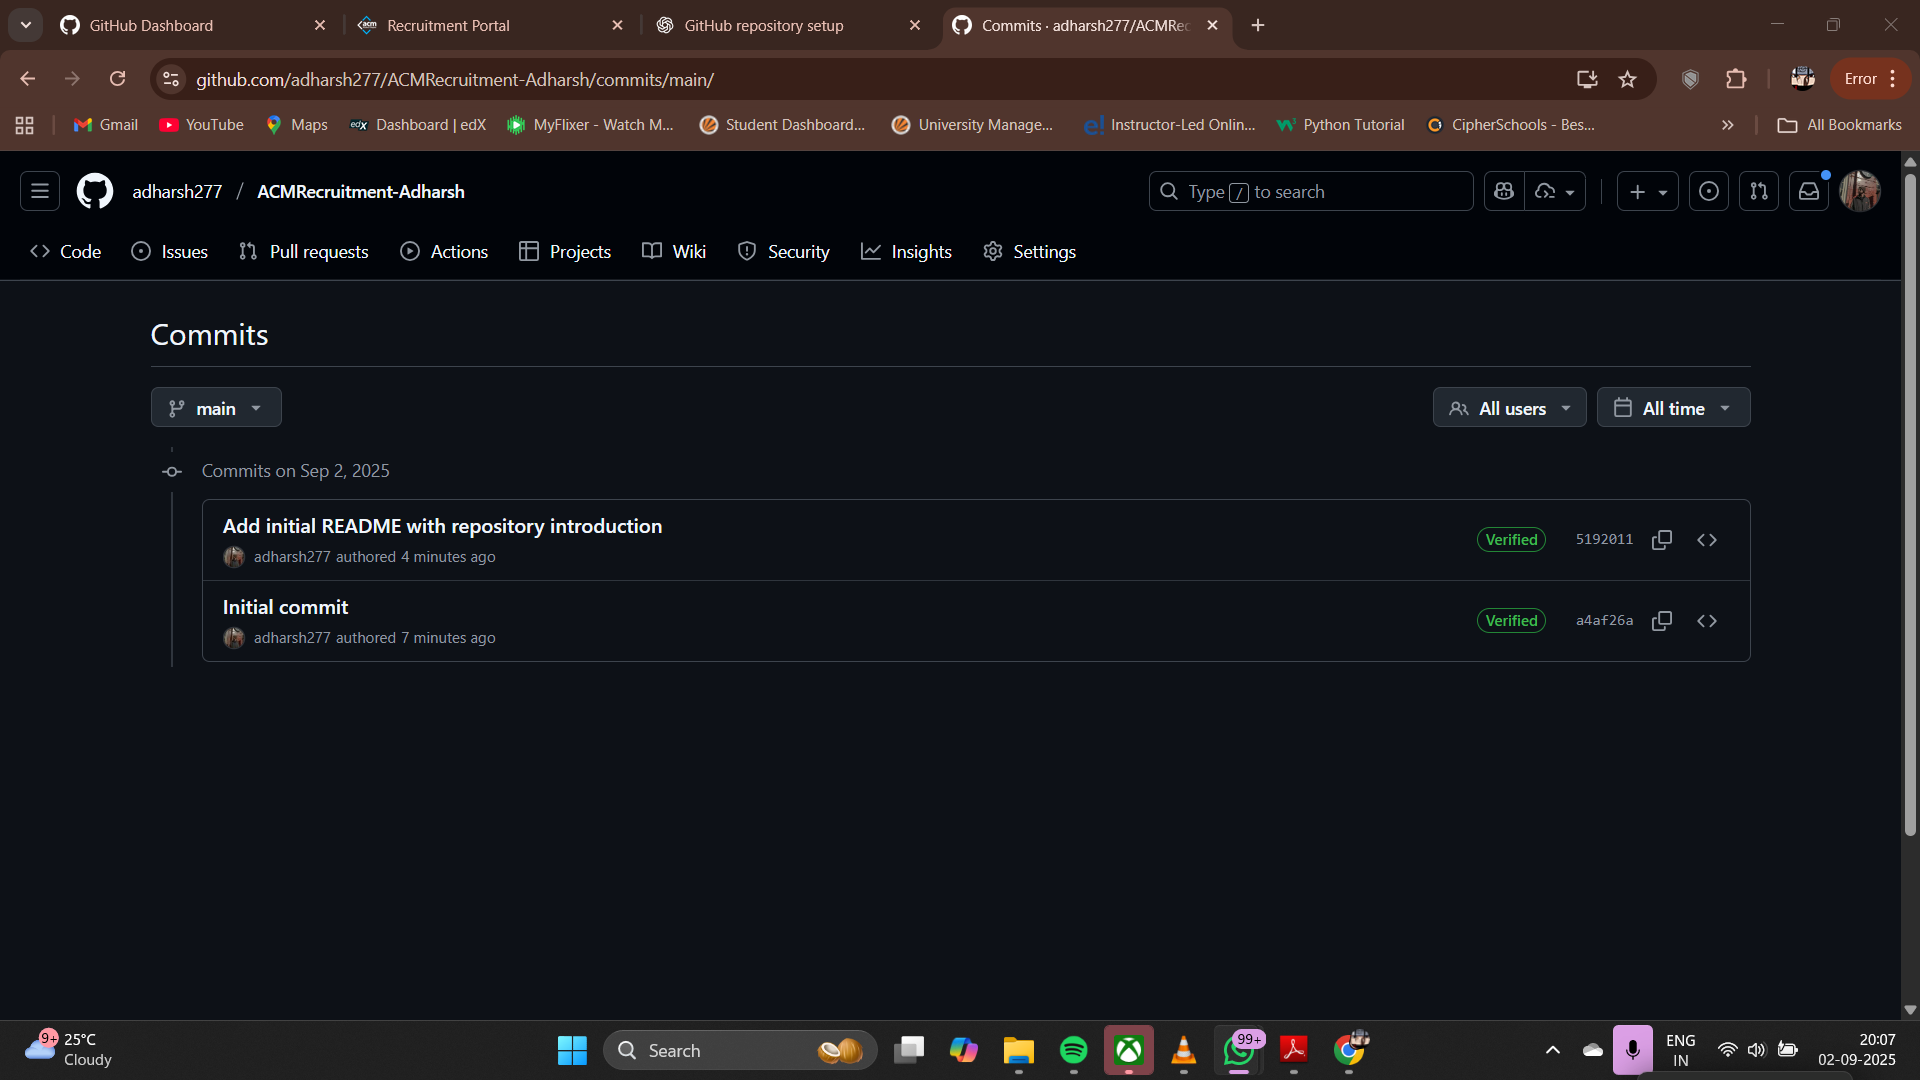 GitHub Dashboard
Recruitment Portal
GitHub repository setup
Commits · adharsh277/ACMRec
github.com/adharsh277/ACMRecruitment-Adharsh/commits/main/
Error
Gmail
YouTube
Maps
edX Dashboard | edX
MyFlixer - Watch M...
Student Dashboard...
University Manage...
e! Instructor-Led Onlin...
Python Tutorial
CipherSchools - Bes...
All Bookmarks
adharsh277 / ACMRecruitment-Adharsh
Type / to search
Code
Issues
Pull requests
Actions
Projects
Wiki
Security
Insights
Settings
Commits
main
All users
All time
Commits on Sep 2, 2025
Add initial README with repository introduction
adharsh277 authored 4 minutes ago
Verified
5192011
Initial commit
adharsh277 authored 7 minutes ago
Verified
a4af26a
9+
25°C
Cloudy
Search
99+
ENG
IN
20:07
02-09-2025